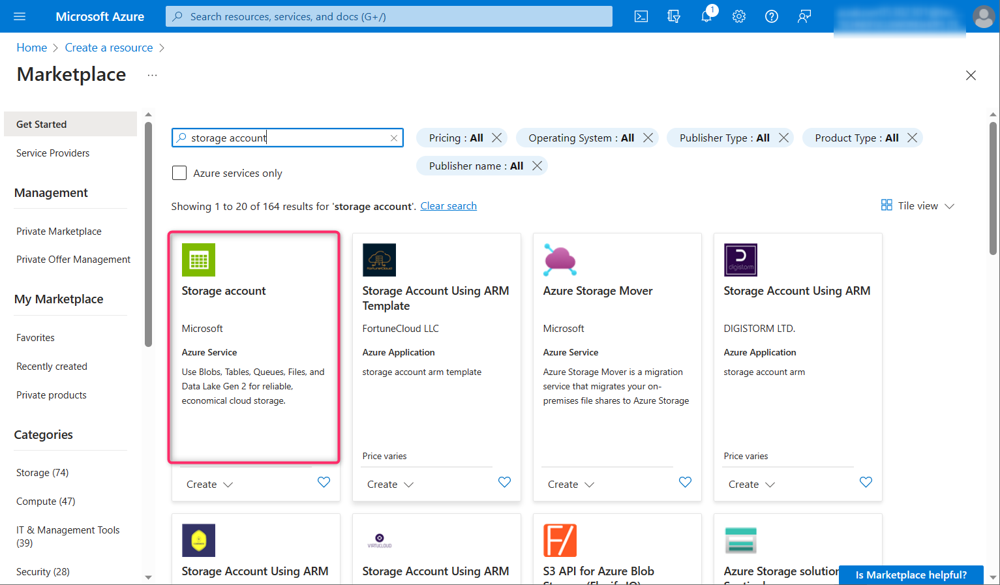 Microsoft Azure
Search resources, services, and docs (G+/)
1
Home
Create a resource
Marketplace
...
Get Started
Service Providers
Management
Private Marketplace
Private Offer Management
My Marketplace
Favorites
Recently created
Private products
Categories
Storage (74)
Compute (47)
IT & Management Tools
(39)
Security (28)
storage account
Pricing : All
Operating System : All
Publisher Type : All
Product Type : All
Publisher name : All
Azure services only
Showing 1 to 20 of 164 results for 'storage account'. Clear search
Tile view
Storage account
Microsoft
Azure Service
Use Blobs, Tables, Queues, Files, and
Data Lake Gen 2 for reliable,
economical cloud storage.
Create
FortuneCloud
Storage Account Using ARM
Template
FortuneCloud LLC
Azure Application
storage account arm template
Price varies
Create
Azure Storage Mover
Microsoft
Azure Service
Azure Storage Mover is a migration
service that migrates your on-
premises file shares to Azure Storage
Create
digistorm
Storage Account Using ARM
DIGISTORM LTD.
Azure Application
storage account arm
Price varies
Create
Storage Account Using ARM
VIRTUCLOUD
Storage Account Using ARM
F/
S3 API for Azure Blob
Azure Storage solution
Is Marketplace helpful?